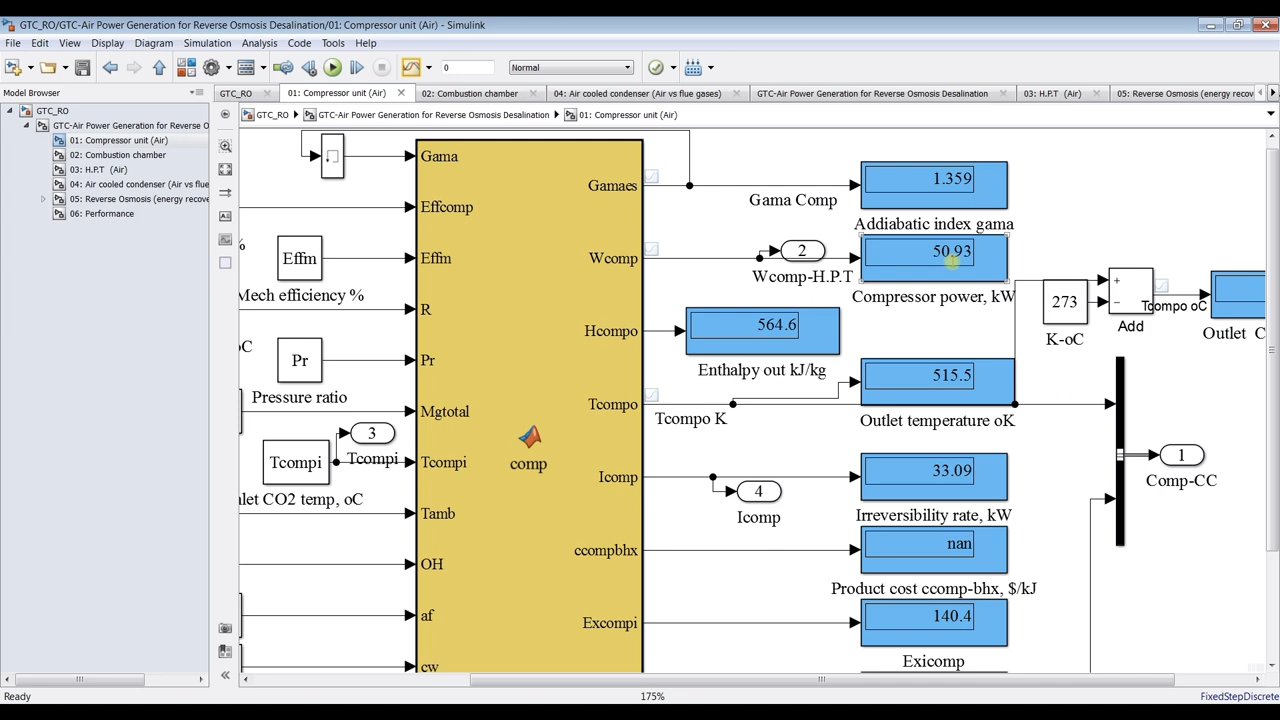 GTC_RO/GTC-Air Power Generation for Reverse Osmosis Desalination/01: Compressor unit (Air) - Simulink
File Edit View Display Diagram Simulation Analysis Code Tools Help
0 Normal
Model Browser
GTC_RO 01: Compressor unit (Air) 02: Combustion chamber 04: Air cooled condenser (Air vs flue gases) GTC-Air Power Generation for Reverse Osmosis Desalination 03: H.P.T (Air) 05: Reverse Osmosis (energy recov
GTC_RO
GTC-Air Power Generation for Reverse O
01: Compressor unit (Air)
02: Combustion chamber
03: H.P.T (Air)
04: Air cooled condenser (Air vs flue
05: Reverse Osmosis (energy recove
06: Performance
GTC_RO GTC-Air Power Generation for Reverse Osmosis Desalination 01: Compressor unit (Air)
Gama
Effcomp
%
Effm
Effm
Mech efficiency %
R
oC
Pr
Pr
Pressure ratio
Mgtotal
3
Tcompi
Tcompi
Tcompi
nlet CO2 temp, oC
Tamb
OH
af
cw
comp
Gamaes
Gama Comp
1.359
Addiabatic index gama
Wcomp
2
Wcomp-H.P.T
50.93
Compressor power, kW
Hcompo
564.6
Enthalpy out kJ/kg
Tcompo
Tcompo K
515.5
Outlet temperature oK
Icomp
4
Icomp
33.09
Irreversibility rate, kW
ccompbhx
nan
Product cost ccomp-bhx, $/kJ
Excompi
140.4
Exicomp
273
K-oC
+
−
Add
Tcompo oC
Outlet C
1
Comp-CC
Ready 175% FixedStepDiscrete